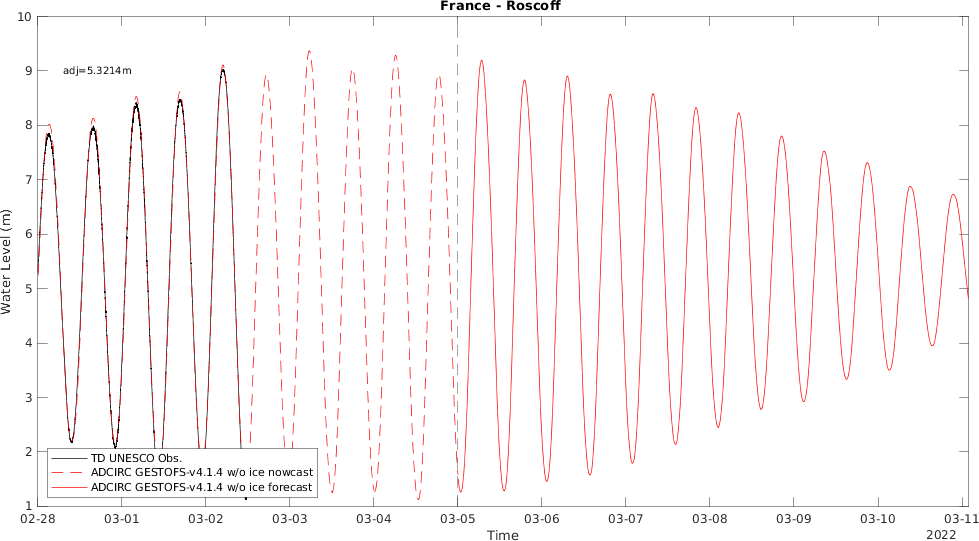 France - Roscoff
10
9
8
7
6
5
4
3
2
1
Water Level (m)
adj=5.3214m
TD UNESCO Obs.
ADCIRC GESTOFS-v4.1.4 w/o ice nowcast
ADCIRC GESTOFS-v4.1.4 w/o ice forecast
02-28 03-01 03-02 03-03 03-04 03-05 03-06 03-07 03-08 03-09 03-10 03-11
Time
2022